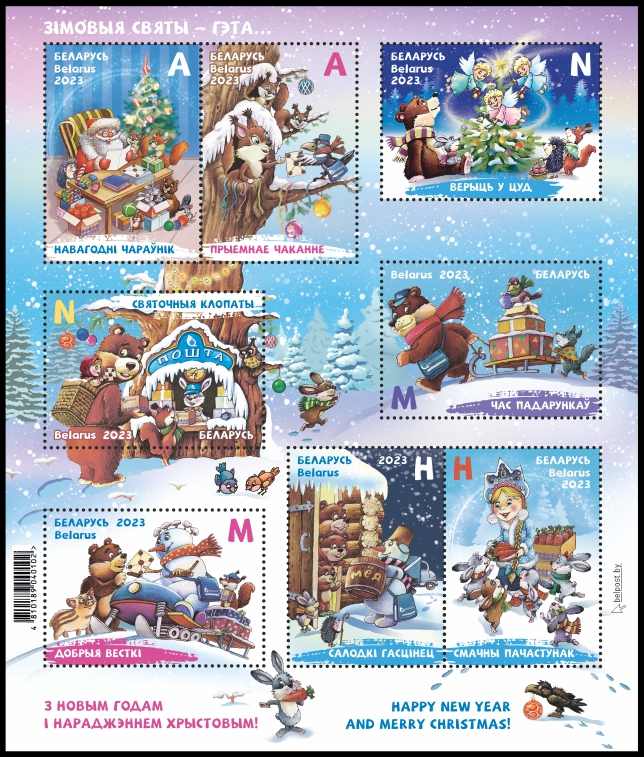 ЗІМОВЫЯ СВЯТЫ – ГЭТА...
БЕЛАРУСЬ
Belarus
2023
A
НАВАГОДНІ ЧАРАЎНІК
БЕЛАРУСЬ
Belarus
2023
A
ПРЫЕМНАЕ ЧАКАННЕ
БЕЛАРУСЬ
Belarus
2023
N
ВЕРЫЦЬ У ЦУД
N
СВЯТОЧНЫЯ КЛОПАТЫ
ПОШТА
Belarus 2023
БЕЛАРУСЬ
Belarus 2023
БЕЛАРУСЬ
M
ЧАС ПАДАРУНКАЎ
БЕЛАРУСЬ 2023
Belarus
M
ДОБРЫЯ ВЕСТКІ
БЕЛАРУСЬ
Belarus
2023
H
МЁД
САЛОДКІ ГАСЦІНЕЦ
H
БЕЛАРУСЬ
Belarus
2023
СМАЧНЫ ПАЧАСТУНАК
4 810189 040102 >
belpost.by
З НОВЫМ ГОДАМ
І НАРАДЖЭННЕМ ХРЫСТОВЫМ!
HAPPY NEW YEAR
AND MERRY CHRISTMAS!